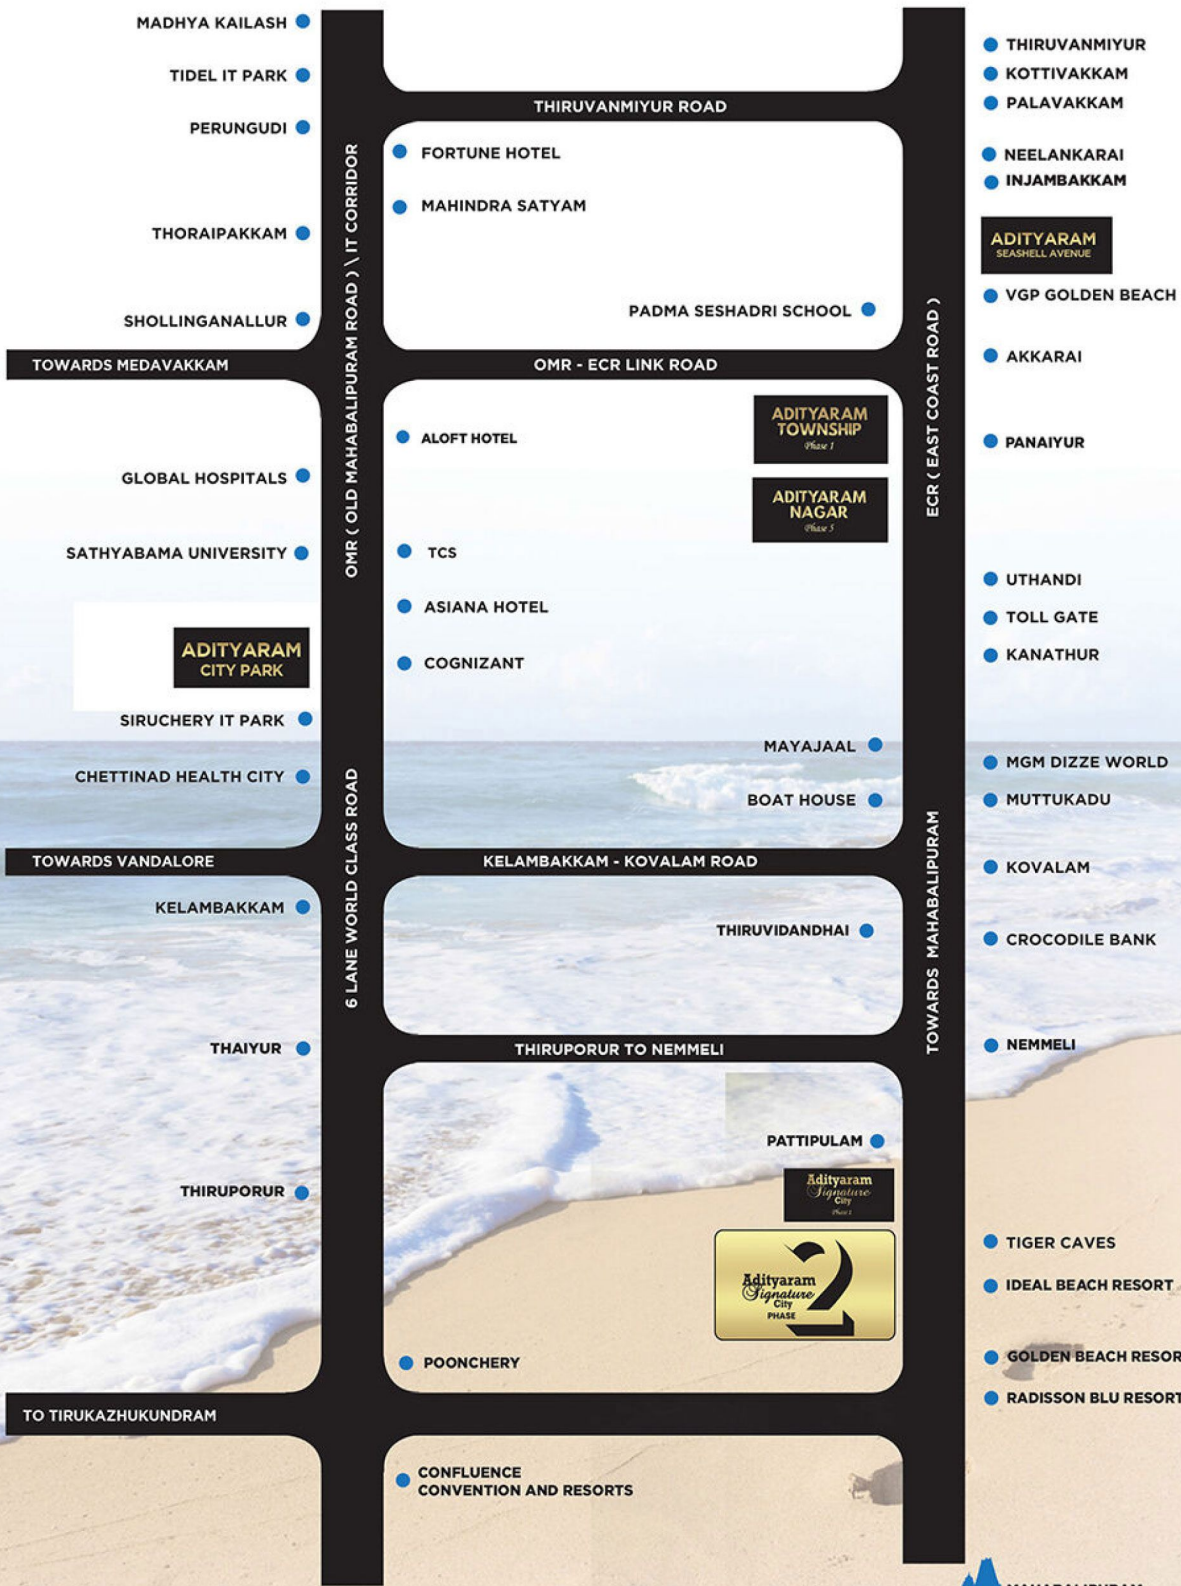 MADHYA KAILASH
TIDEL IT PARK
PERUNGUDI
THORAIPAKKAM
SHOLLINGANALLUR
TOWARDS MEDAVAKKAM
GLOBAL HOSPITALS
SATHYABAMA UNIVERSITY
ADITYARAM
CITY PARK
SIRUCHERY IT PARK
CHETTINAD HEALTH CITY
TOWARDS VANDALORE
KELAMBAKKAM
THAIYUR
THIRUPORUR
TO TIRUKAZHUKUNDRAM
OMR ( OLD MAHABALIPURAM ROAD ) \ IT CORRIDOR
6 LANE WORLD CLASS ROAD
THIRUVANMIYUR ROAD
FORTUNE HOTEL
MAHINDRA SATYAM
PADMA SESHADRI SCHOOL
OMR - ECR LINK ROAD
ADITYARAM
TOWNSHIP
Phase 1
ALOFT HOTEL
ADITYARAM
NAGAR
Phase 5
TCS
ASIANA HOTEL
COGNIZANT
MAYAJAAL
BOAT HOUSE
KELAMBAKKAM - KOVALAM ROAD
THIRUVIDANDHAI
THIRUPORUR TO NEMMELI
PATTIPULAM
Adityaram
Signature
City
Adityaram
Signature
City
PHASE
2
POONCHERY
CONFLUENCE
CONVENTION AND RESORTS
ECR ( EAST COAST ROAD )
TOWARDS MAHABALIPURAM
THIRUVANMIYUR
KOTTIVAKKAM
PALAVAKKAM
NEELANKARAI
INJAMBAKKAM
ADITYARAM
SEASHELL AVENUE
VGP GOLDEN BEACH
AKKARAI
PANAIYUR
UTHANDI
TOLL GATE
KANATHUR
MGM DIZZE WORLD
MUTTUKADU
KOVALAM
CROCODILE BANK
NEMMELI
TIGER CAVES
IDEAL BEACH RESORT
GOLDEN BEACH RESOR
RADISSON BLU RESORT